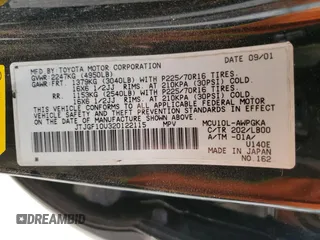 MFD. BY: TOYOTA MOTOR CORPORATION DATE 09/01
GVWR 2247KG (4950LB)
GAWR: FRT. 1379KG (3040LB) WITH P225/70R16 TIRES,
16X6 1/2JJ RIMS, AT 210KPA (30PSI) COLD
RR. 1153KG (2540LB) WITH P225/70R16 TIRES,
16X6 1/2JJ RIMS, AT 210KPA (30PSI) COLD
THIS VEHICLE CONFORMS TO ALL APPLICABLE FEDERAL MOTOR
VEHICLE SAFETY AND BUMPER STANDARDS IN EFFECT ON THE
DATE OF MANUFACTURE SHOWN ABOVE.
JTJGF10U320122115 MPV MCU10L-AWPGKA
C/TR 202/LB00
A/TM -01A/
U140E
MADE IN JAPAN
NO.162